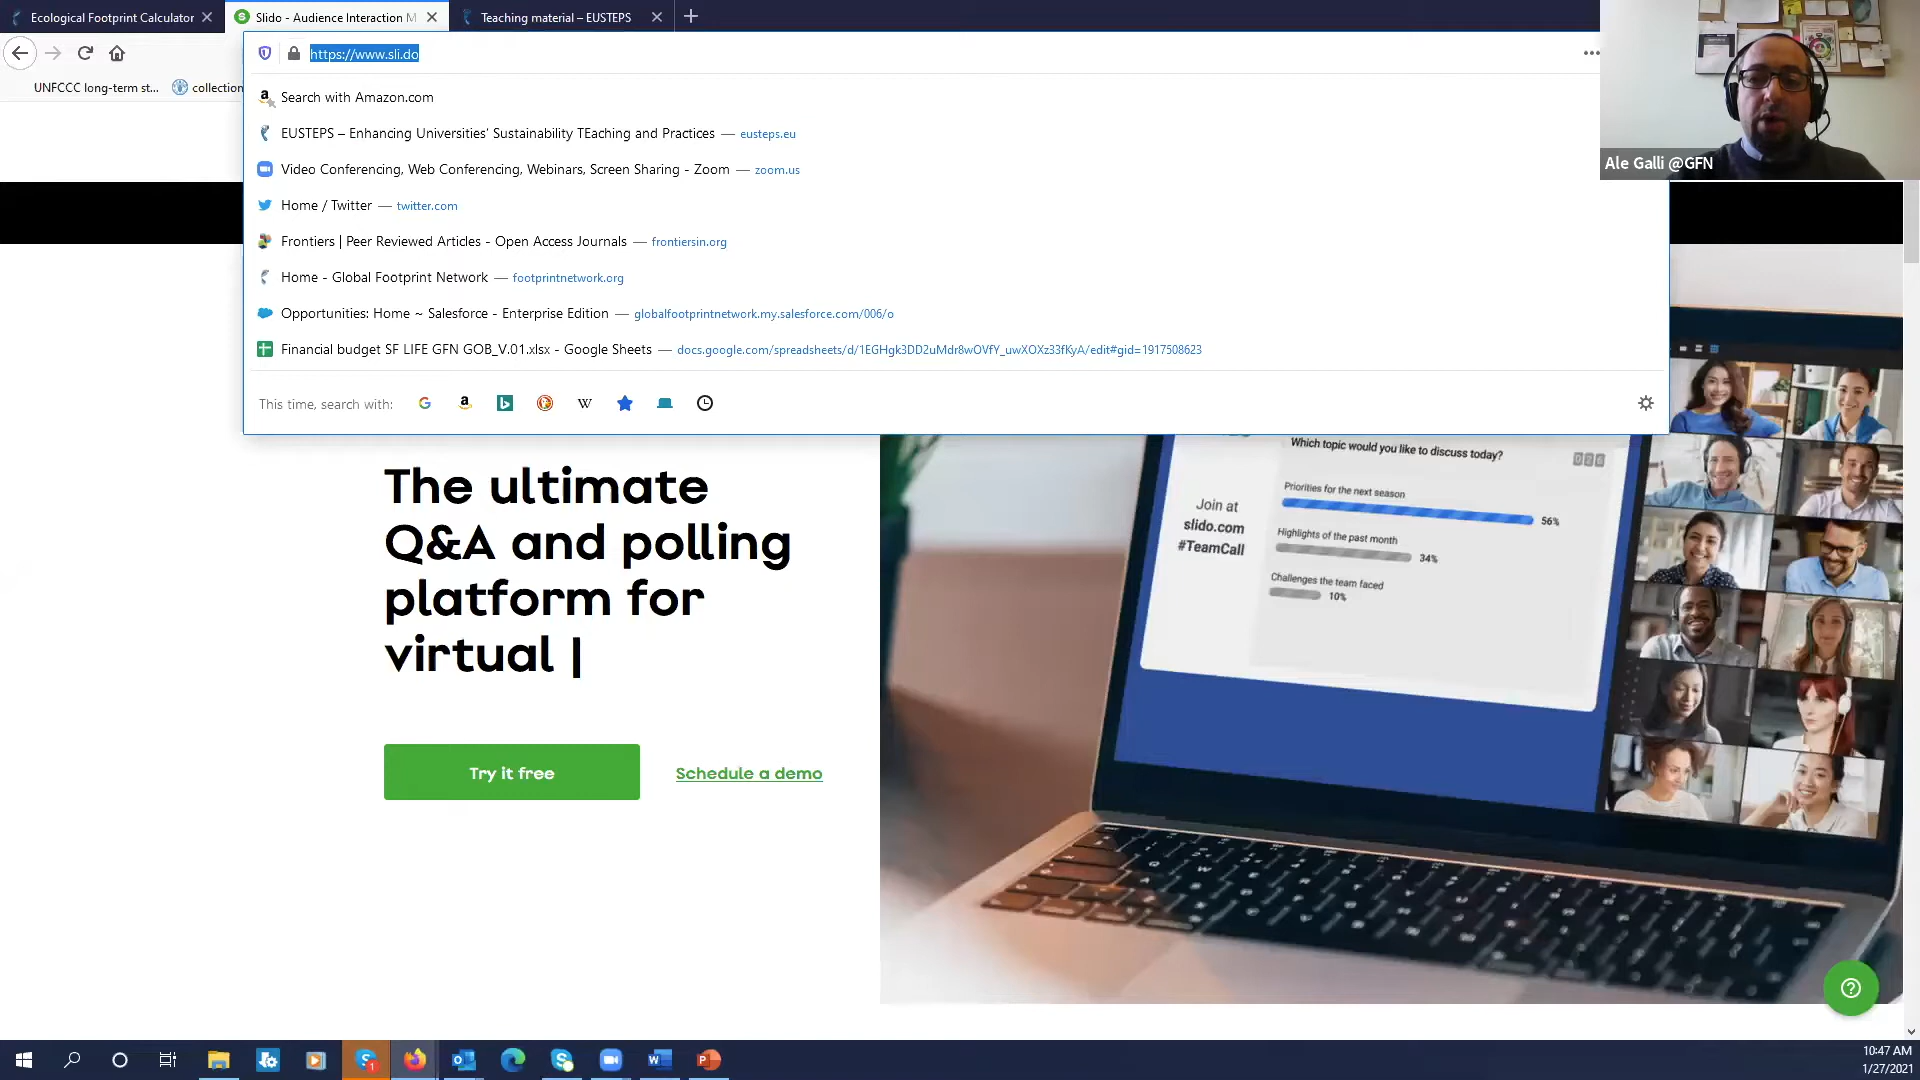 Ecological Footprint Calculator
Slido - Audience Interaction M
Teaching material – EUSTEPS
https://www.sli.do
UNFCCC long-term st...
collection
Search with Amazon.com
EUSTEPS – Enhancing Universities' Sustainability TEaching and Practices — eusteps.eu
Video Conferencing, Web Conferencing, Webinars, Screen Sharing - Zoom — zoom.us
Home / Twitter — twitter.com
Frontiers | Peer Reviewed Articles - Open Access Journals — frontiersin.org
Home - Global Footprint Network — footprintnetwork.org
Opportunities: Home ~ Salesforce - Enterprise Edition — globalfootprintnetwork.my.salesforce.com/006/o
Financial budget SF LIFE GFN GOB_V.01.xlsx - Google Sheets — docs.google.com/spreadsheets/d/1EGHgk3DD2uMdr8wOVfY_uwXOXz33fKyA/edit#gid=1917508623
This time, search with:
Ale Galli @GFN
The ultimate
Q&A and polling
platform for
virtual |
Try it free
Schedule a demo
Which topic would you like to discuss today?
026
Join at
slido.com
#TeamCall
Priorities for the next season
56%
Highlights of the past month
34%
Challenges the team faced
10%
10:47 AM
1/27/2021